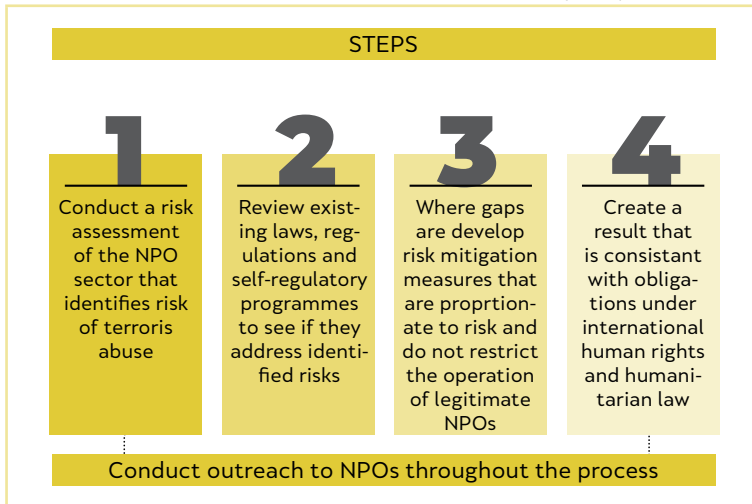 STEPS
1
Conduct a risk
assessment
of the NPO
sector that
identifies risk
of terroris
abuse
2
Review exist-
ing laws, reg-
ulations and
self-regulatory
programmes
to see if they
address identi-
fied risks
3
Where gaps
are develop
risk mitigation
measures that
are proprtion-
ate to risk and
do not restrict
the operation
of legitimate
NPOs
4
Create a
result that
is consistant
with obliga-
tions under
international
human rights
and humani-
tarian law
Conduct outreach to NPOs throughout the process